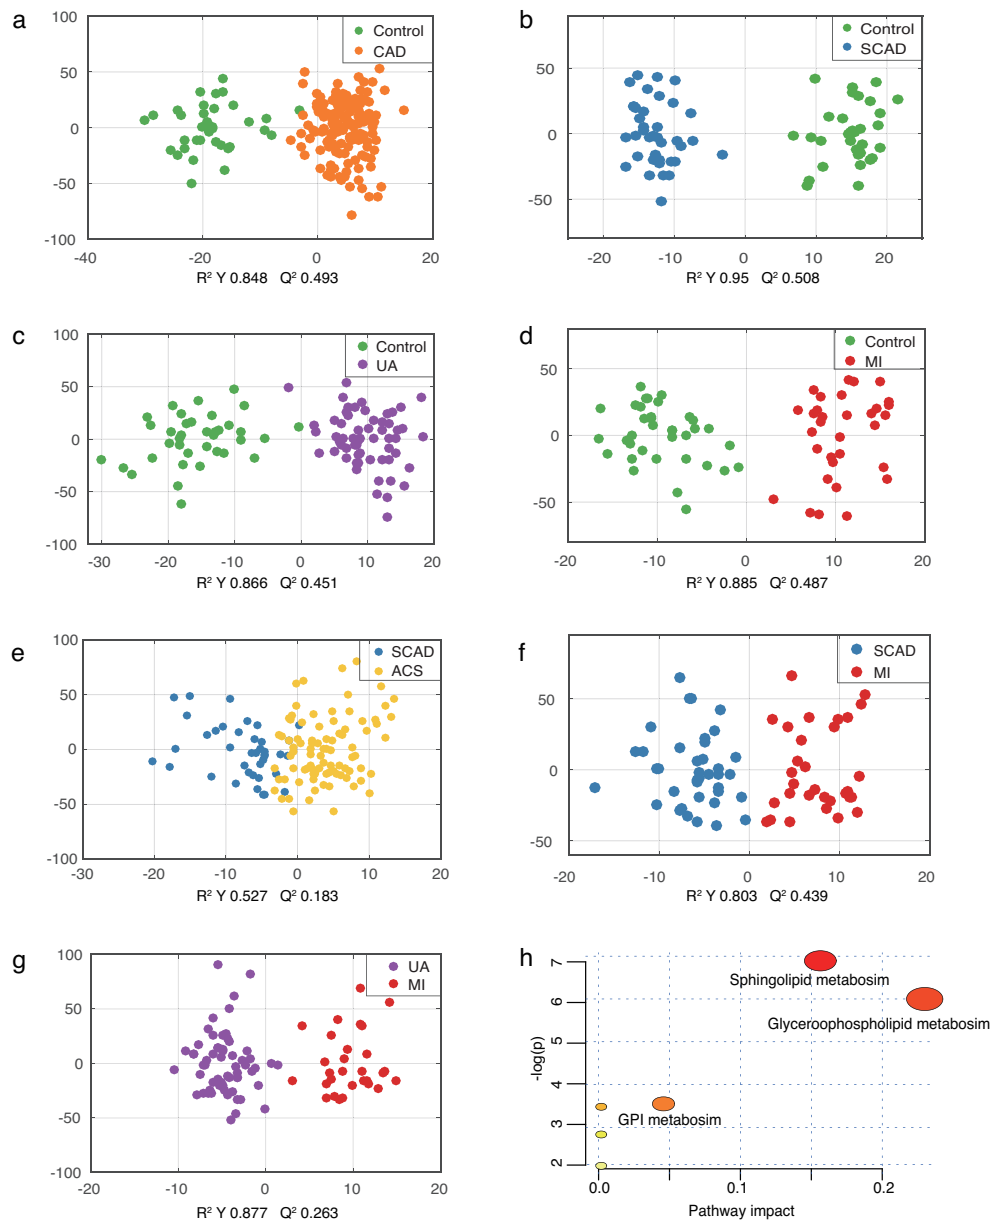 a
Control
CAD
100
50
0
-50
-100
-40
-20
0
20
R² Y 0.848 Q² 0.493
b
Control
SCAD
50
0
-50
-20
-10
0
10
20
R² Y 0.95 Q² 0.508
c
Control
UA
100
50
0
-50
-100
-30
-20
-10
0
10
20
R² Y 0.866 Q² 0.451
d
Control
MI
50
0
-50
-20
-10
0
10
20
R² Y 0.885 Q² 0.487
e
SCAD
ACS
100
50
0
-50
-100
-30
-20
-10
0
10
20
R² Y 0.527 Q² 0.183
f
SCAD
MI
50
0
-50
-10
0
10
20
R² Y 0.803 Q² 0.439
g
UA
MI
100
50
0
-50
-100
-20
-10
0
10
20
R² Y 0.877 Q² 0.263
h
7
6
5
4
3
2
-log(p)
Sphingolipid metabosim
Glyceroophospholipid metabosim
GPI metabosim
0.0
0.1
0.2
Pathway impact